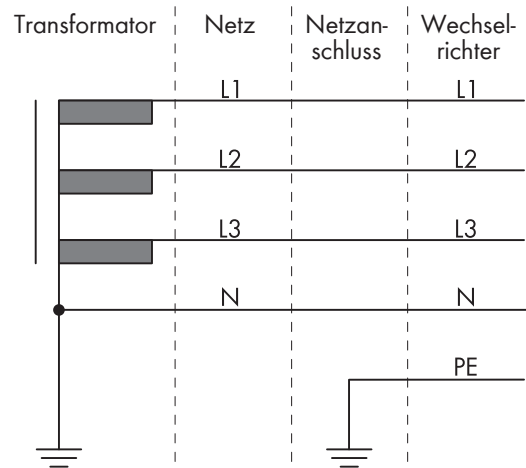 Transformator
Netz
Netzan-
schluss
Wechsel-
richter
L1
L1
L2
L2
L3
L3
N
N
PE